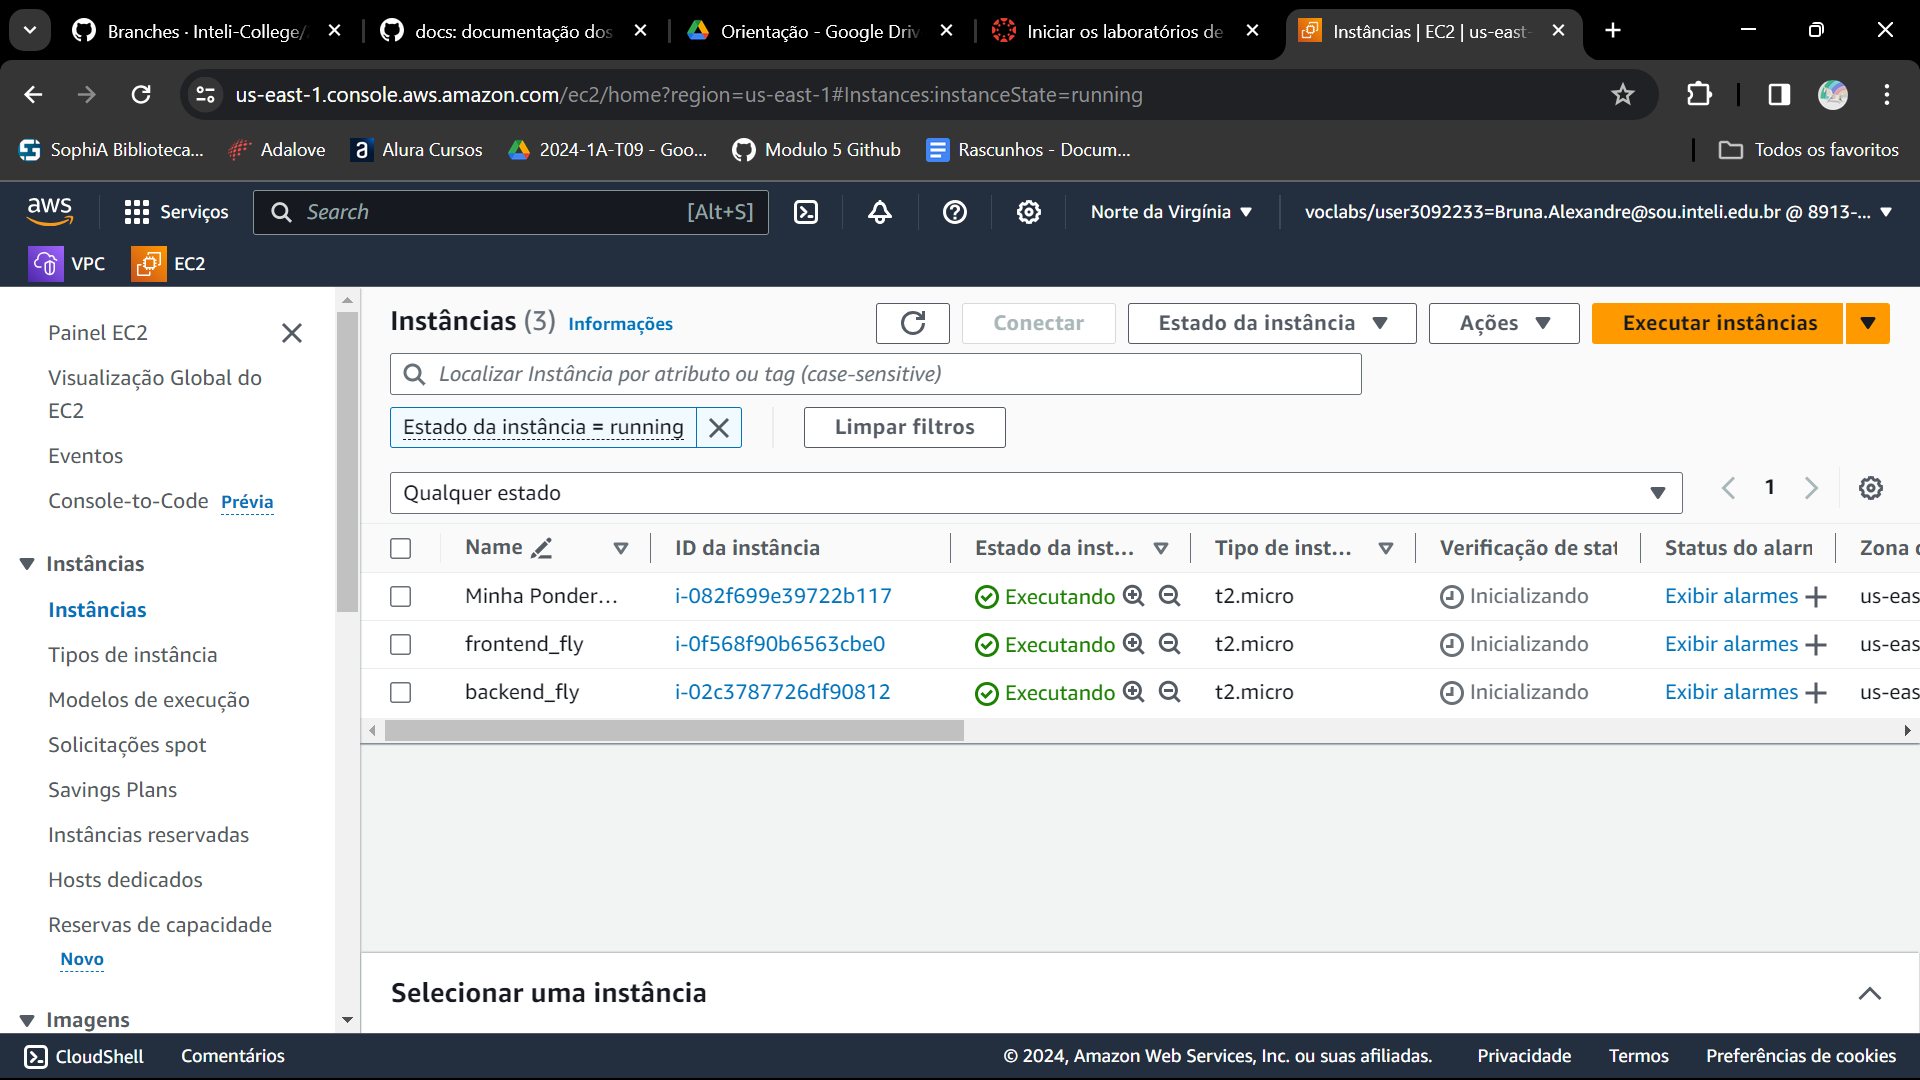 Branches · Inteli-College/
docs: documentação dos
Orientação - Google Driv
Iniciar os laboratórios de
Instâncias | EC2 | us-east-
us-east-1.console.aws.amazon.com/ec2/home?region=us-east-1#Instances:instanceState=running
SophiA Biblioteca...
Adalove
Alura Cursos
2024-1A-T09 - Goo...
Modulo 5 Github
Rascunhos - Docum...
Todos os favoritos
aws
Serviços
Search
[Alt+S]
Norte da Virgínia
voclabs/user3092233=Bruna.Alexandre@sou.inteli.edu.br @ 8913-...
VPC
EC2
Painel EC2
Visualização Global do
EC2
Eventos
Console-to-Code Prévia
Instâncias
Instâncias
Tipos de instância
Modelos de execução
Solicitações spot
Savings Plans
Instâncias reservadas
Hosts dedicados
Reservas de capacidade
Novo
Imagens
Instâncias (3) Informações
Conectar
Estado da instância
Ações
Executar instâncias
Localizar Instância por atributo ou tag (case-sensitive)
Estado da instância = running
Limpar filtros
Qualquer estado
1
Name
ID da instância
Estado da inst...
Tipo de inst...
Verificação de stat
Status do alarm
Zona d
Minha Ponder... i-082f699e39722b117 Executando t2.micro Inicializando Exibir alarmes us-eas
frontend_fly i-0f568f90b6563cbe0 Executando t2.micro Inicializando Exibir alarmes us-eas
backend_fly i-02c3787726df90812 Executando t2.micro Inicializando Exibir alarmes us-eas
Selecionar uma instância
CloudShell
Comentários
© 2024, Amazon Web Services, Inc. ou suas afiliadas.
Privacidade
Termos
Preferências de cookies